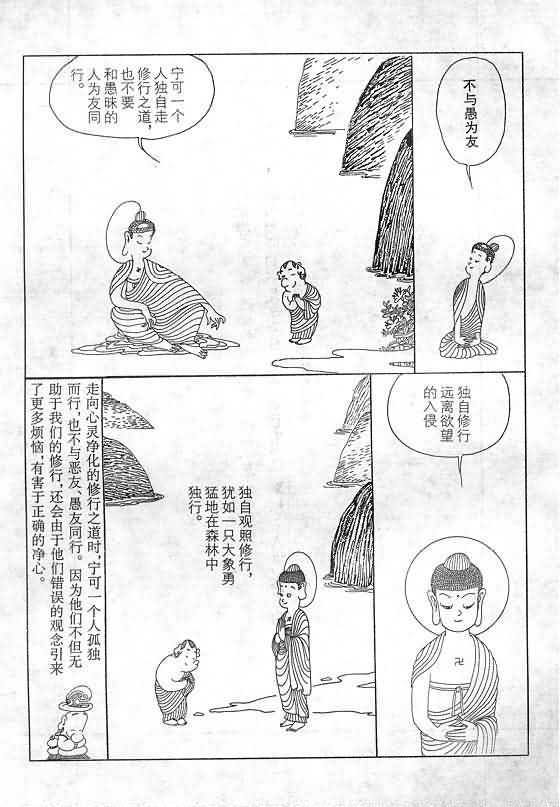 不与愚为友
宁可一个
人独自走
修行之道，
也不要
和愚昧的
人为友同
行。
独自修行
远离欲望
的入侵
独自观照修行，
犹如一只大象勇
猛地在森林中
独行。
走向心灵净化的修行之道时，宁可一个人孤独
而行，也不与恶友、愚友同行。因为他们不但无
助于我们的修行，还会由于他们错误的观念引来
了更多烦恼，有害于正确的净心。